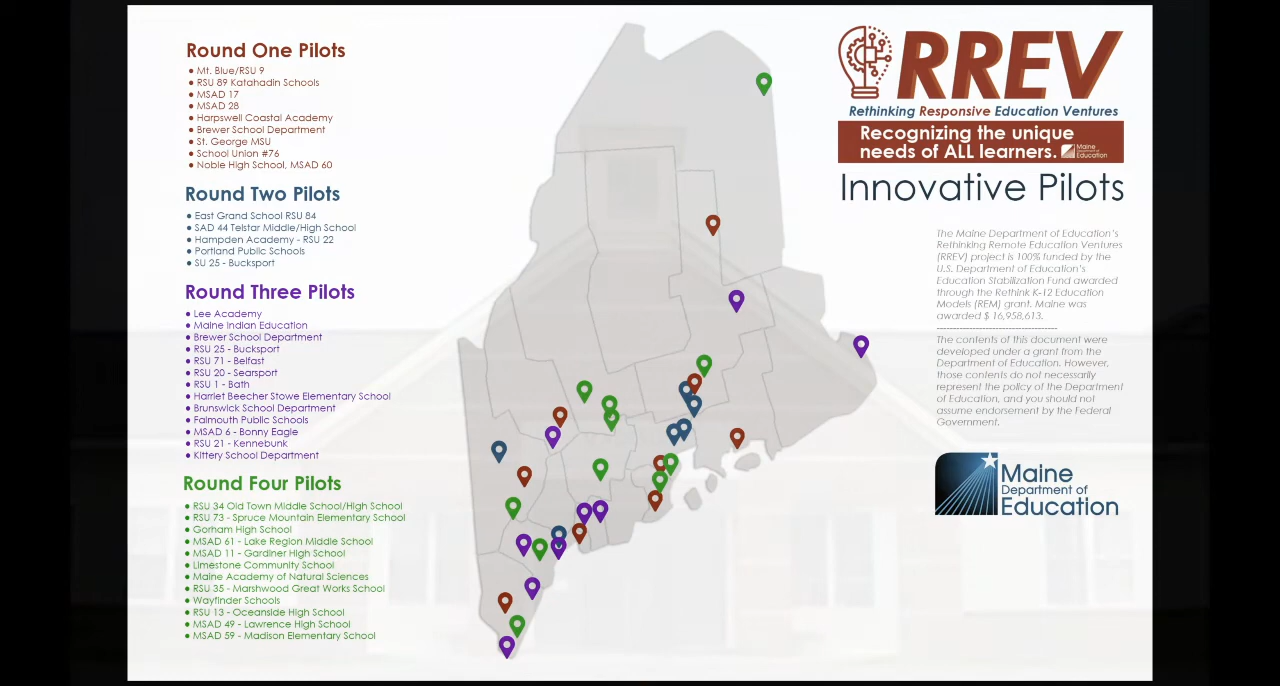 Round One Pilots
● Mt. Blue/RSU 9
● RSU 89 Katahdin Schools
● MSAD 17
● MSAD 28
● Harpswell Coastal Academy
● Brewer School Department
● St. George MSU
● School Union #76
● Noble High School, MSAD 60
Round Two Pilots
● East Grand School RSU 84
● SAD 44 Telstar Middle/High School
● Hampden Academy - RSU 22
● Portland Public Schools
● SU 25 - Bucksport
Round Three Pilots
● Lee Academy
● Maine Indian Education
● Brewer School Department
● RSU 25 - Bucksport
● RSU 71 - Belfast
● RSU 20 - Searsport
● RSU 1 - Bath
● Harriet Beecher Stowe Elementary School
● Brunswick School Department
● Falmouth Public Schools
● MSAD 6 - Bonny Eagle
● RSU 21 - Kennebunk
● Kittery School Department
Round Four Pilots
● RSU 34 Old Town Middle School/High School
● RSU 73 - Spruce Mountain Elementary School
● Gorham High School
● MSAD 61 - Lake Region Middle School
● MSAD 11 - Gardiner High School
● Limestone Community School
● Maine Academy of Natural Sciences
● RSU 35 - Marshwood Great Works School
● Wayfinder Schools
● RSU 13 - Oceanside High School
● MSAD 49 - Lawrence High School
● MSAD 59 - Madison Elementary School
RREV
Rethinking Responsive Education Ventures
Recognizing the unique
needs of ALL learners.
Maine
Department of
Education
Innovative Pilots
The Maine Department of Education's
Rethinking Remote Education Ventures
(RREV) project is 100% funded by the
U.S. Department of Education's
Education Stabilization Fund awarded
through the Rethink K-12 Education
Models (REM) grant. Maine was
awarded $ 16,958,613.
------------------------------------
The contents of this document were
developed under a grant from the
Department of Education. However,
those contents do not necessarily
represent the policy of the Department
of Education, and you should not
assume endorsement by the Federal
Government.
Maine
Department of
Education